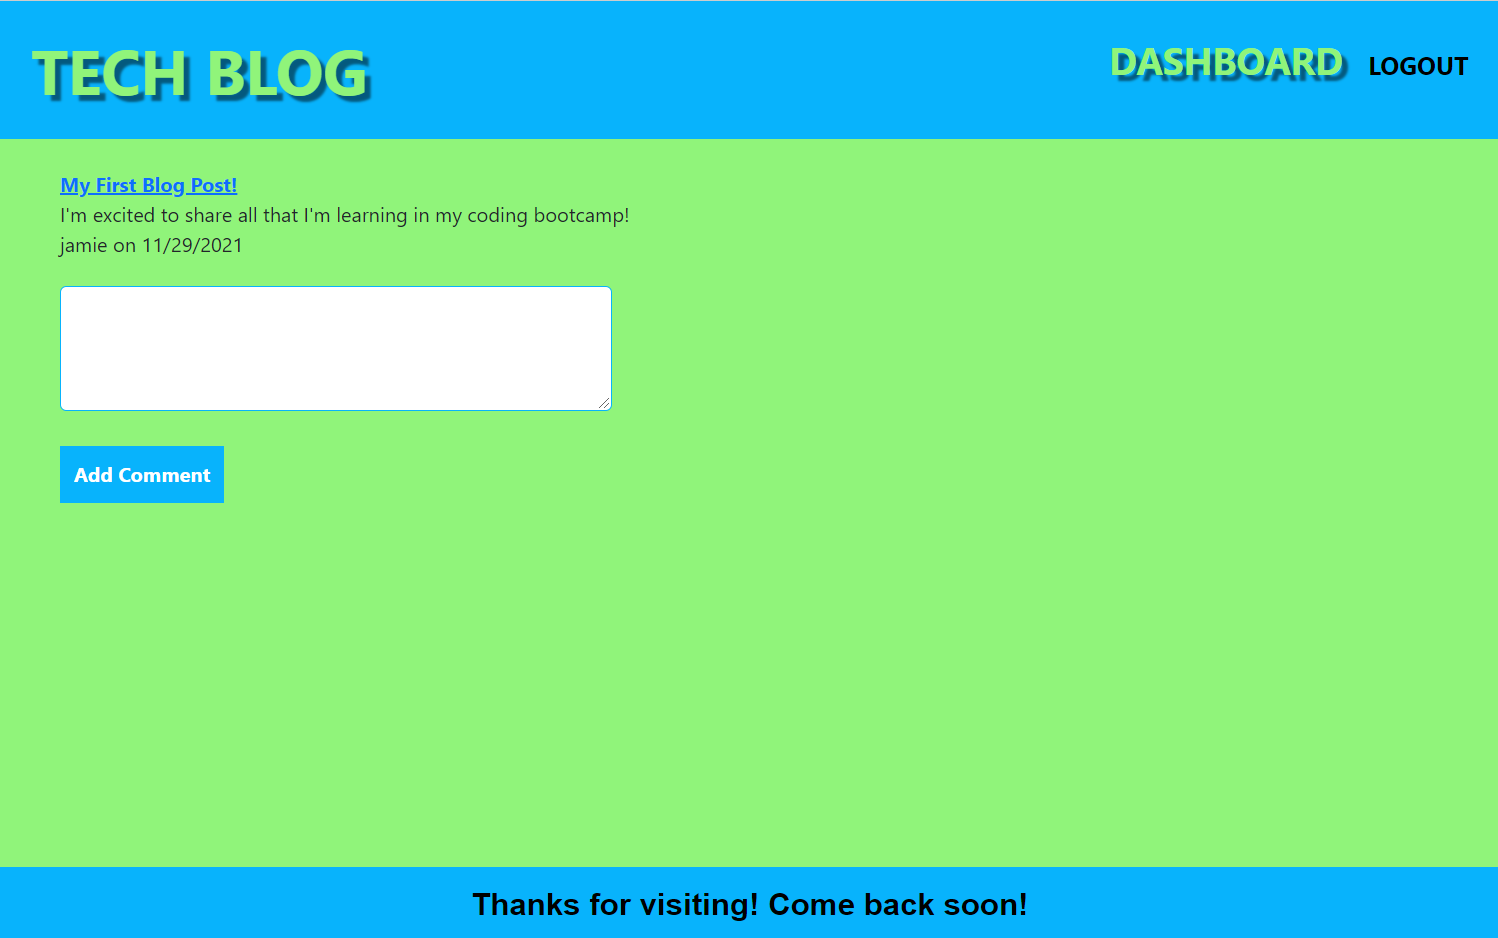 TECH BLOG
DASHBOARD LOGOUT
My First Blog Post!
I'm excited to share all that I'm learning in my coding bootcamp!
jamie on 11/29/2021
Add Comment
Thanks for visiting! Come back soon!